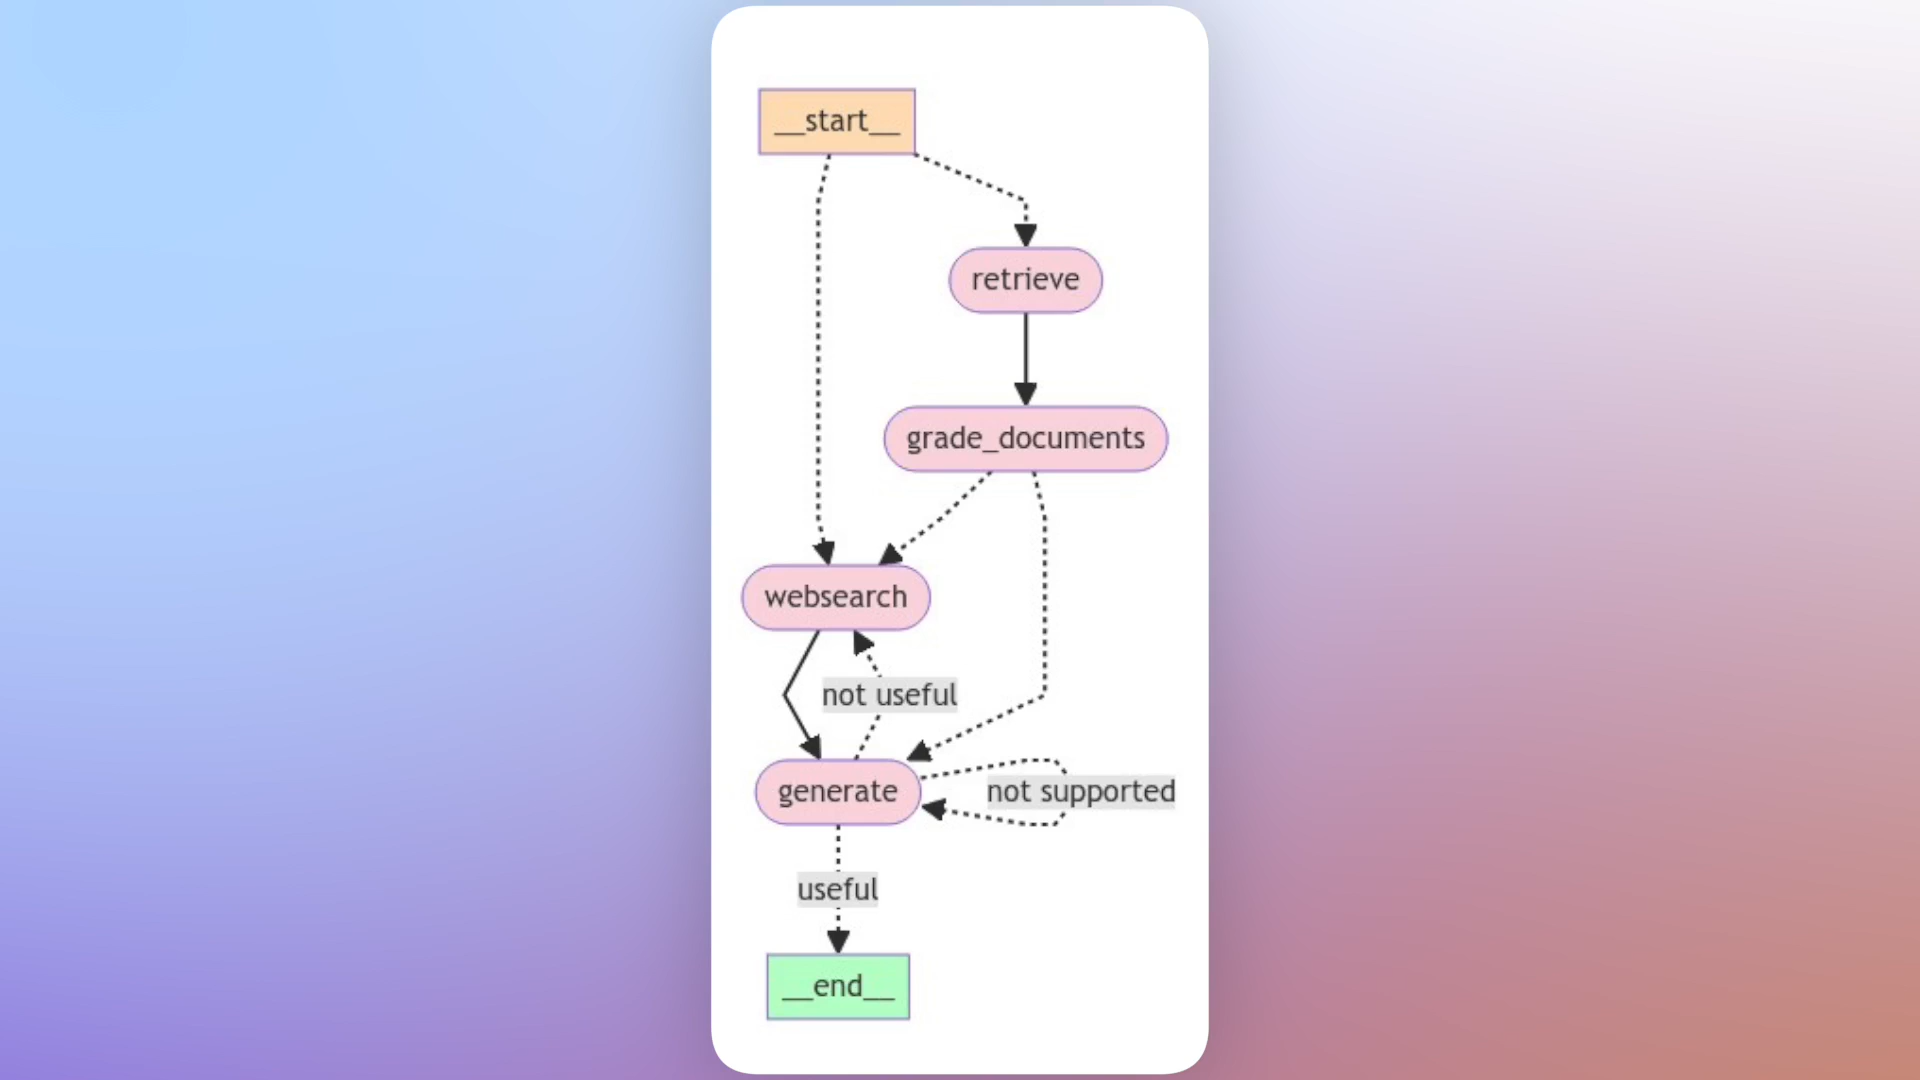 __start__
retrieve
grade_documents
websearch
not useful
generate
not supported
useful
__end__